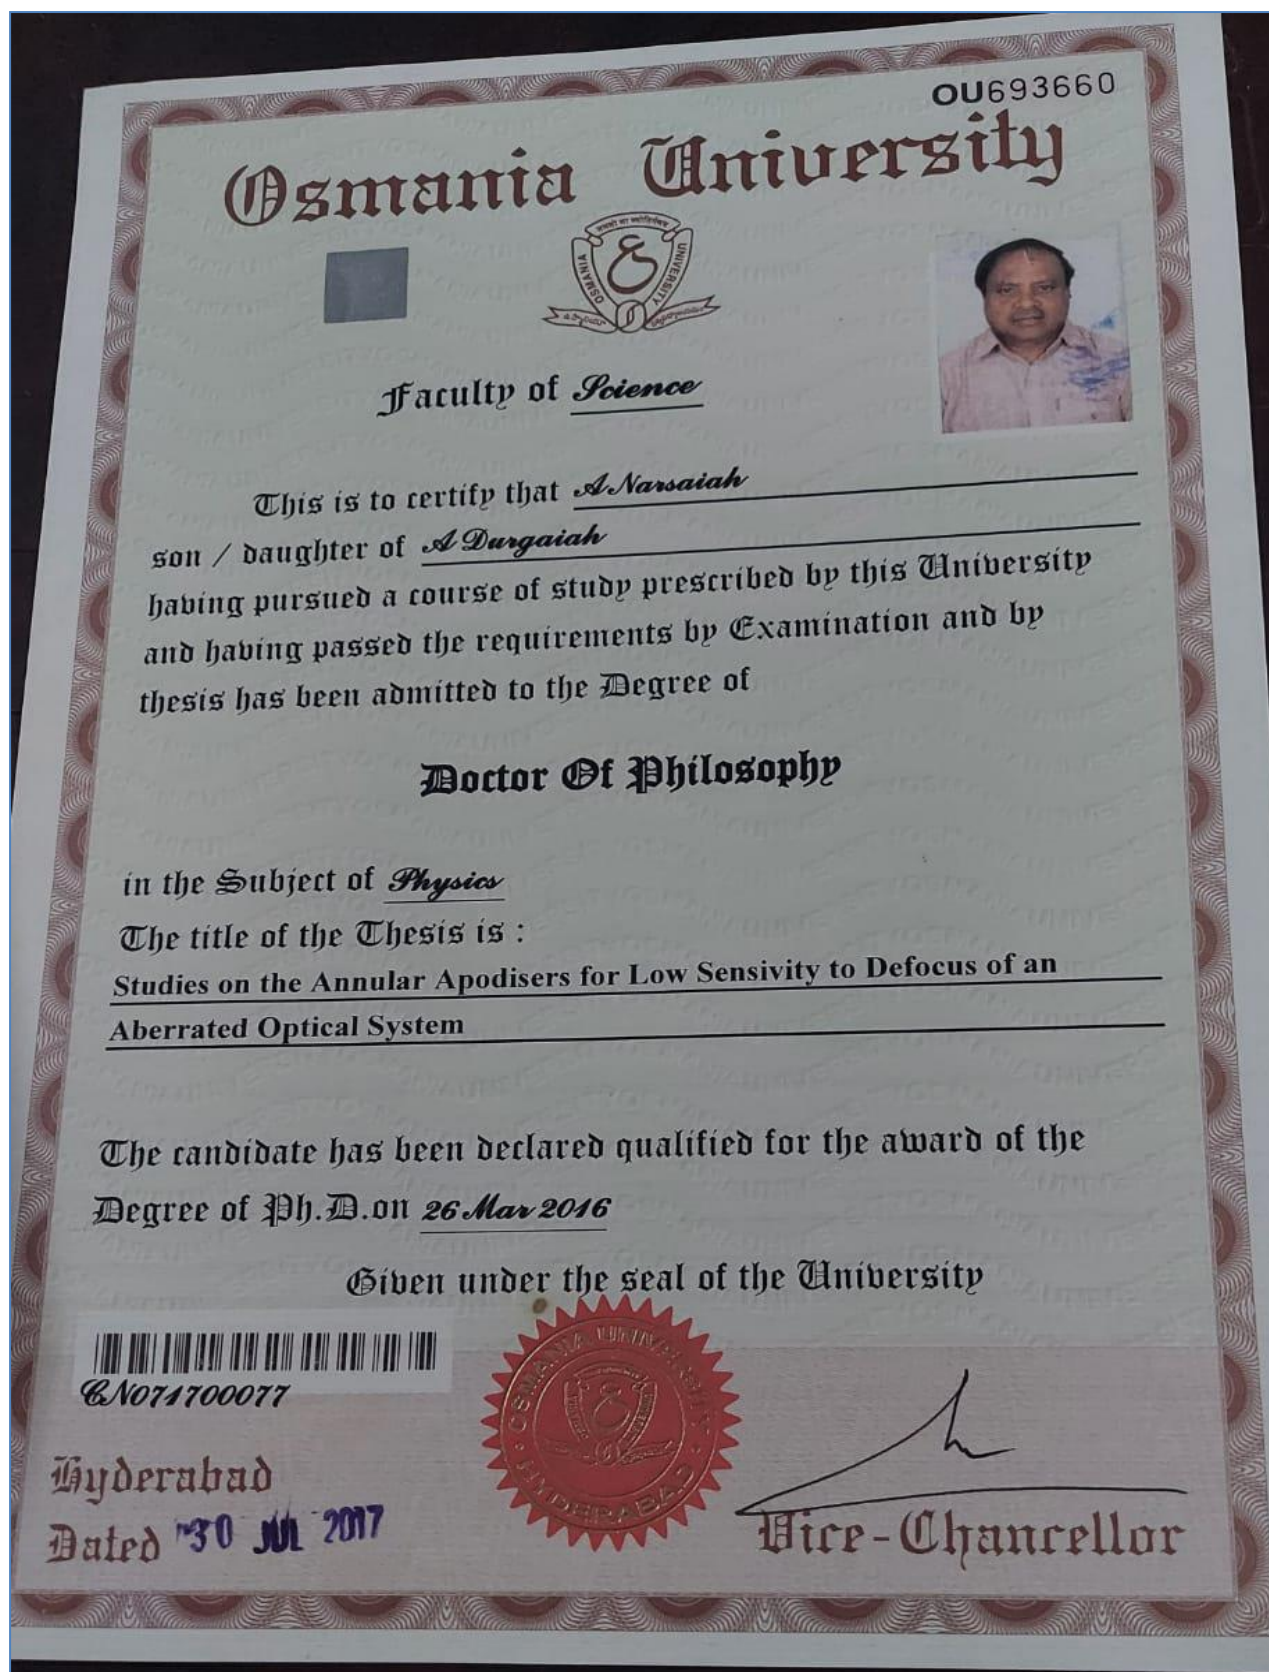 OU693660
Osmania University
OSMANIA UNIVERSITY
Faculty of Science
This is to certify that A Narsaiah
son / daughter of A Durgaiah
having pursued a course of study prescribed by this University
and having passed the requirements by Examination and by
thesis has been admitted to the Degree of
Doctor Of Philosophy
in the Subject of Physics
The title of the Thesis is :
Studies on the Annular Apodisers for Low Sensivity to Defocus of an
Aberrated Optical System
The candidate has been declared qualified for the award of the
Degree of Ph.D.on 26 Mar 2016
Given under the seal of the University
OSMANIA UNIVERSITY
HYDERABAD
CN071700077
Hyderabad
Dated 30 JUL 2017
Vice-Chancellor